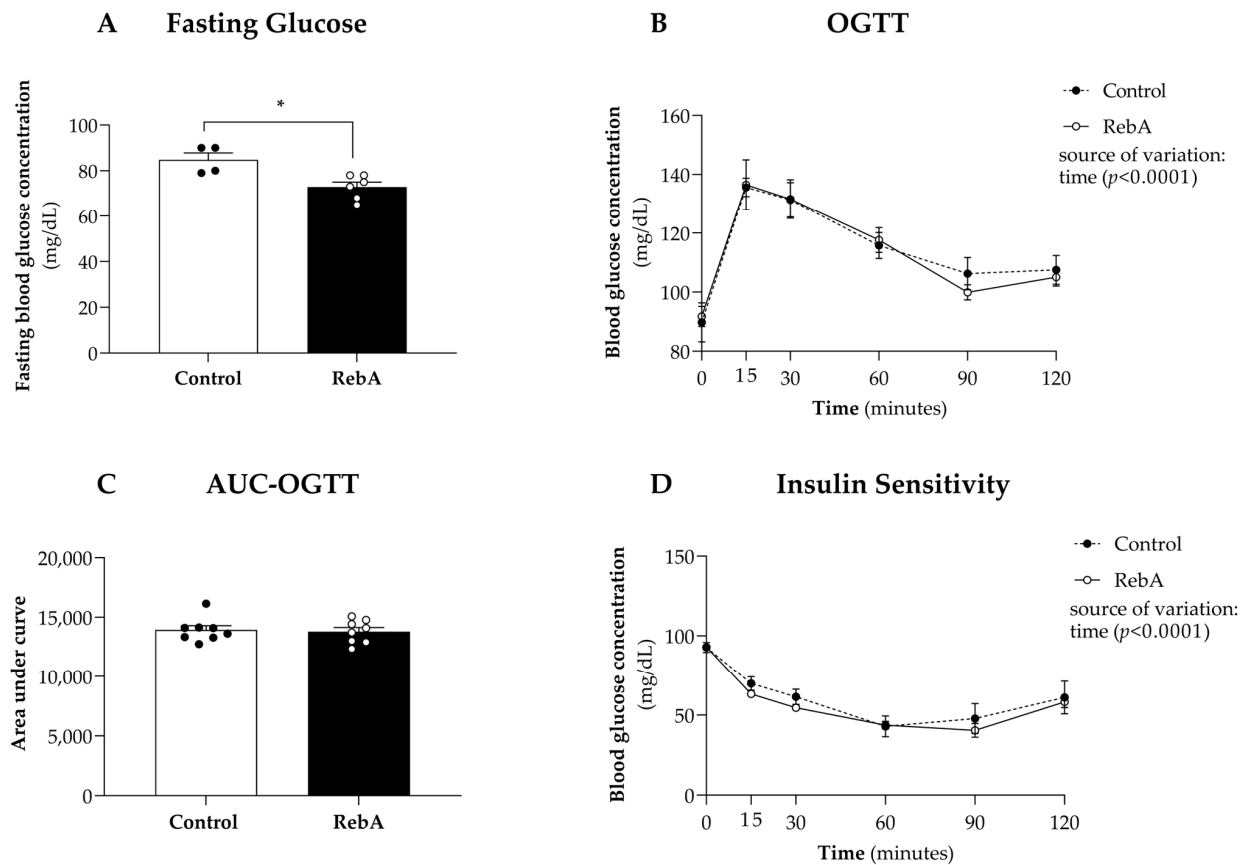 A Fasting Glucose
*
Fasting blood glucose concentration
(mg/dL)
100
80
60
40
20
0
Control RebA
B OGTT
Control
RebA
source of variation:
time (p<0.0001)
Blood glucose concentration
(mg/dL)
160
140
120
100
80
0 15 30 60 90 120
Time (minutes)
C AUC-OGTT
Area under curve
20,000
15,000
10,000
5,000
0
Control RebA
D Insulin Sensitivity
Control
RebA
source of variation:
time (p<0.0001)
Blood glucose concentration
(mg/dL)
150
100
50
0
0 15 30 60 90 120
Time (minutes)